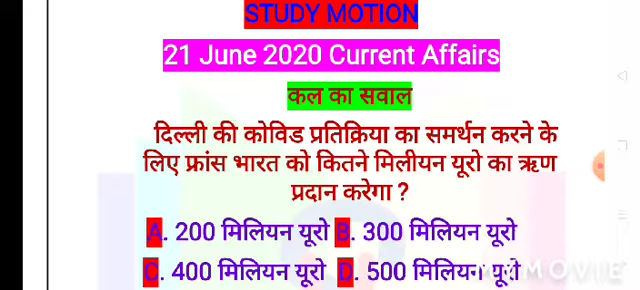 STUDY MOTION
21 June 2020 Current Affairs
कल का सवाल
दिल्ली की कोविड प्रतिक्रिया का समर्थन करने के
लिए फ्रांस भारत को कितने मिलीयन यूरो का ऋण
प्रदान करेगा ?
A. 200 मिलियन यूरो B. 300 मिलियन यूरो
C. 400 मिलियन यूरो D. 500 मिलियन यूरो
MOVIE